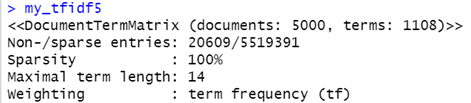 > my_tfidf5
<<DocumentTermMatrix (documents: 5000, terms: 1108)>>
Non-/sparse entries: 20609/5519391
Sparsity           : 100%
Maximal term length: 14
Weighting          : term frequency (tf)